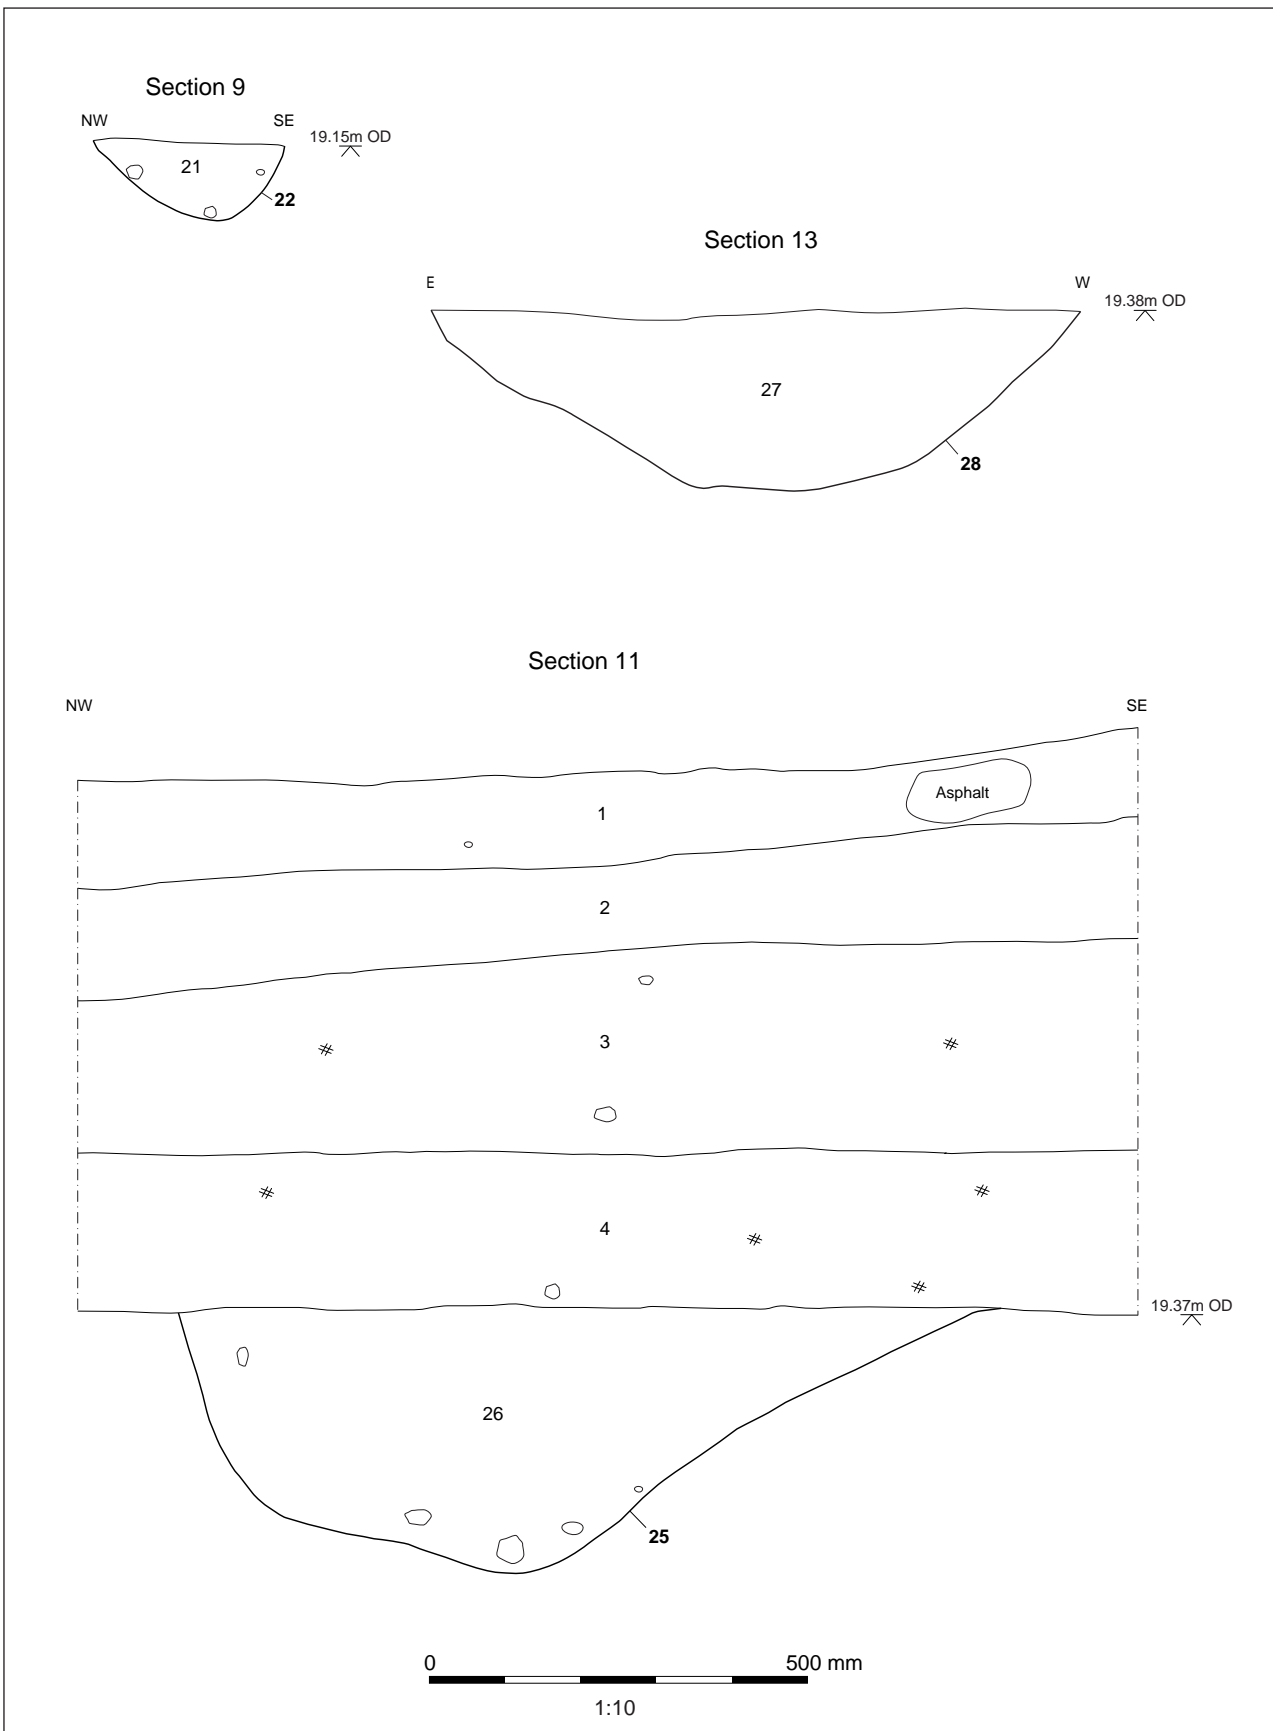 Section 9
NW SE
19.15m OD
21
22
Section 13
E W
19.38m OD
27
28
Section 11
NW SE
Asphalt
1
2
3
4
19.37m OD
26
25
0 500 mm
1:10